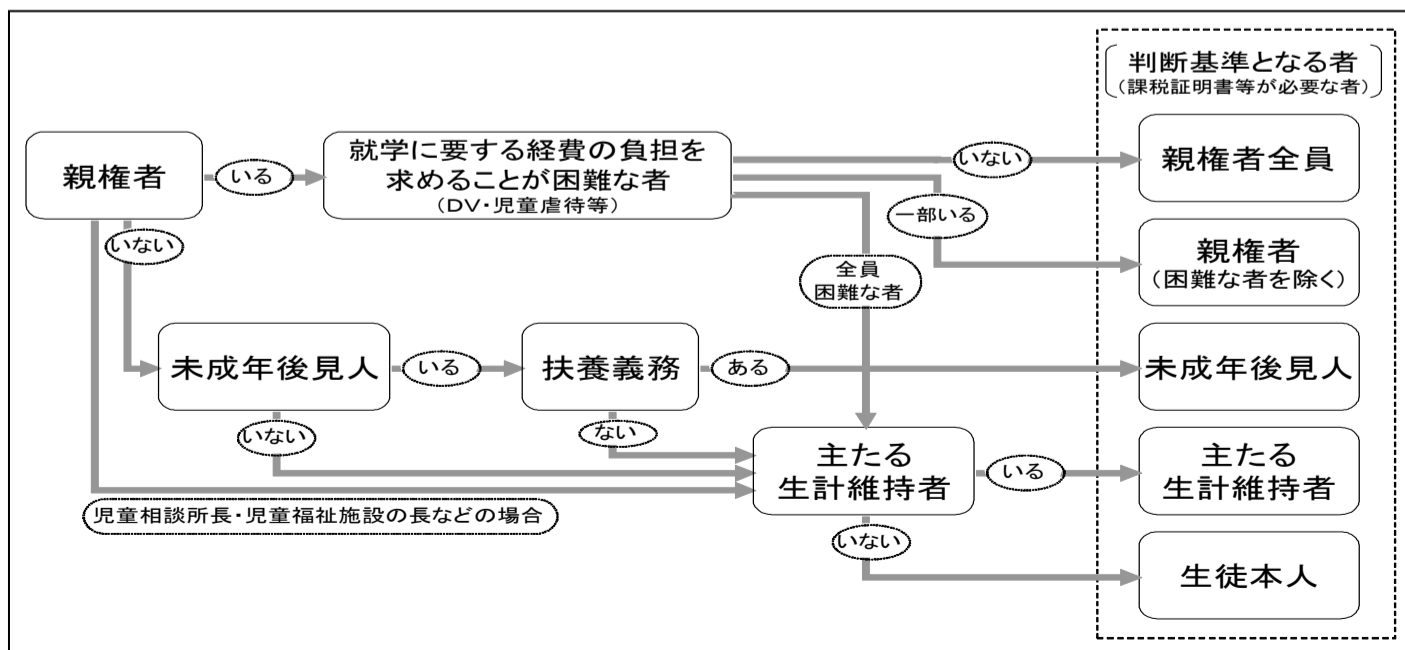 判断基準となる者
(課税証明書等が必要な者)
親権者
いる
就学に要する経費の負担を
求めることが困難な者
(DV・児童虐待等)
いない
親権者全員
一部いる
親権者
(困難な者を除く)
全員
困難な者
いない
未成年後見人
いる
扶養義務
ある
未成年後見人
いない
ない
主たる
生計維持者
いる
主たる
生計維持者
児童相談所長・児童福祉施設の長などの場合
いない
生徒本人